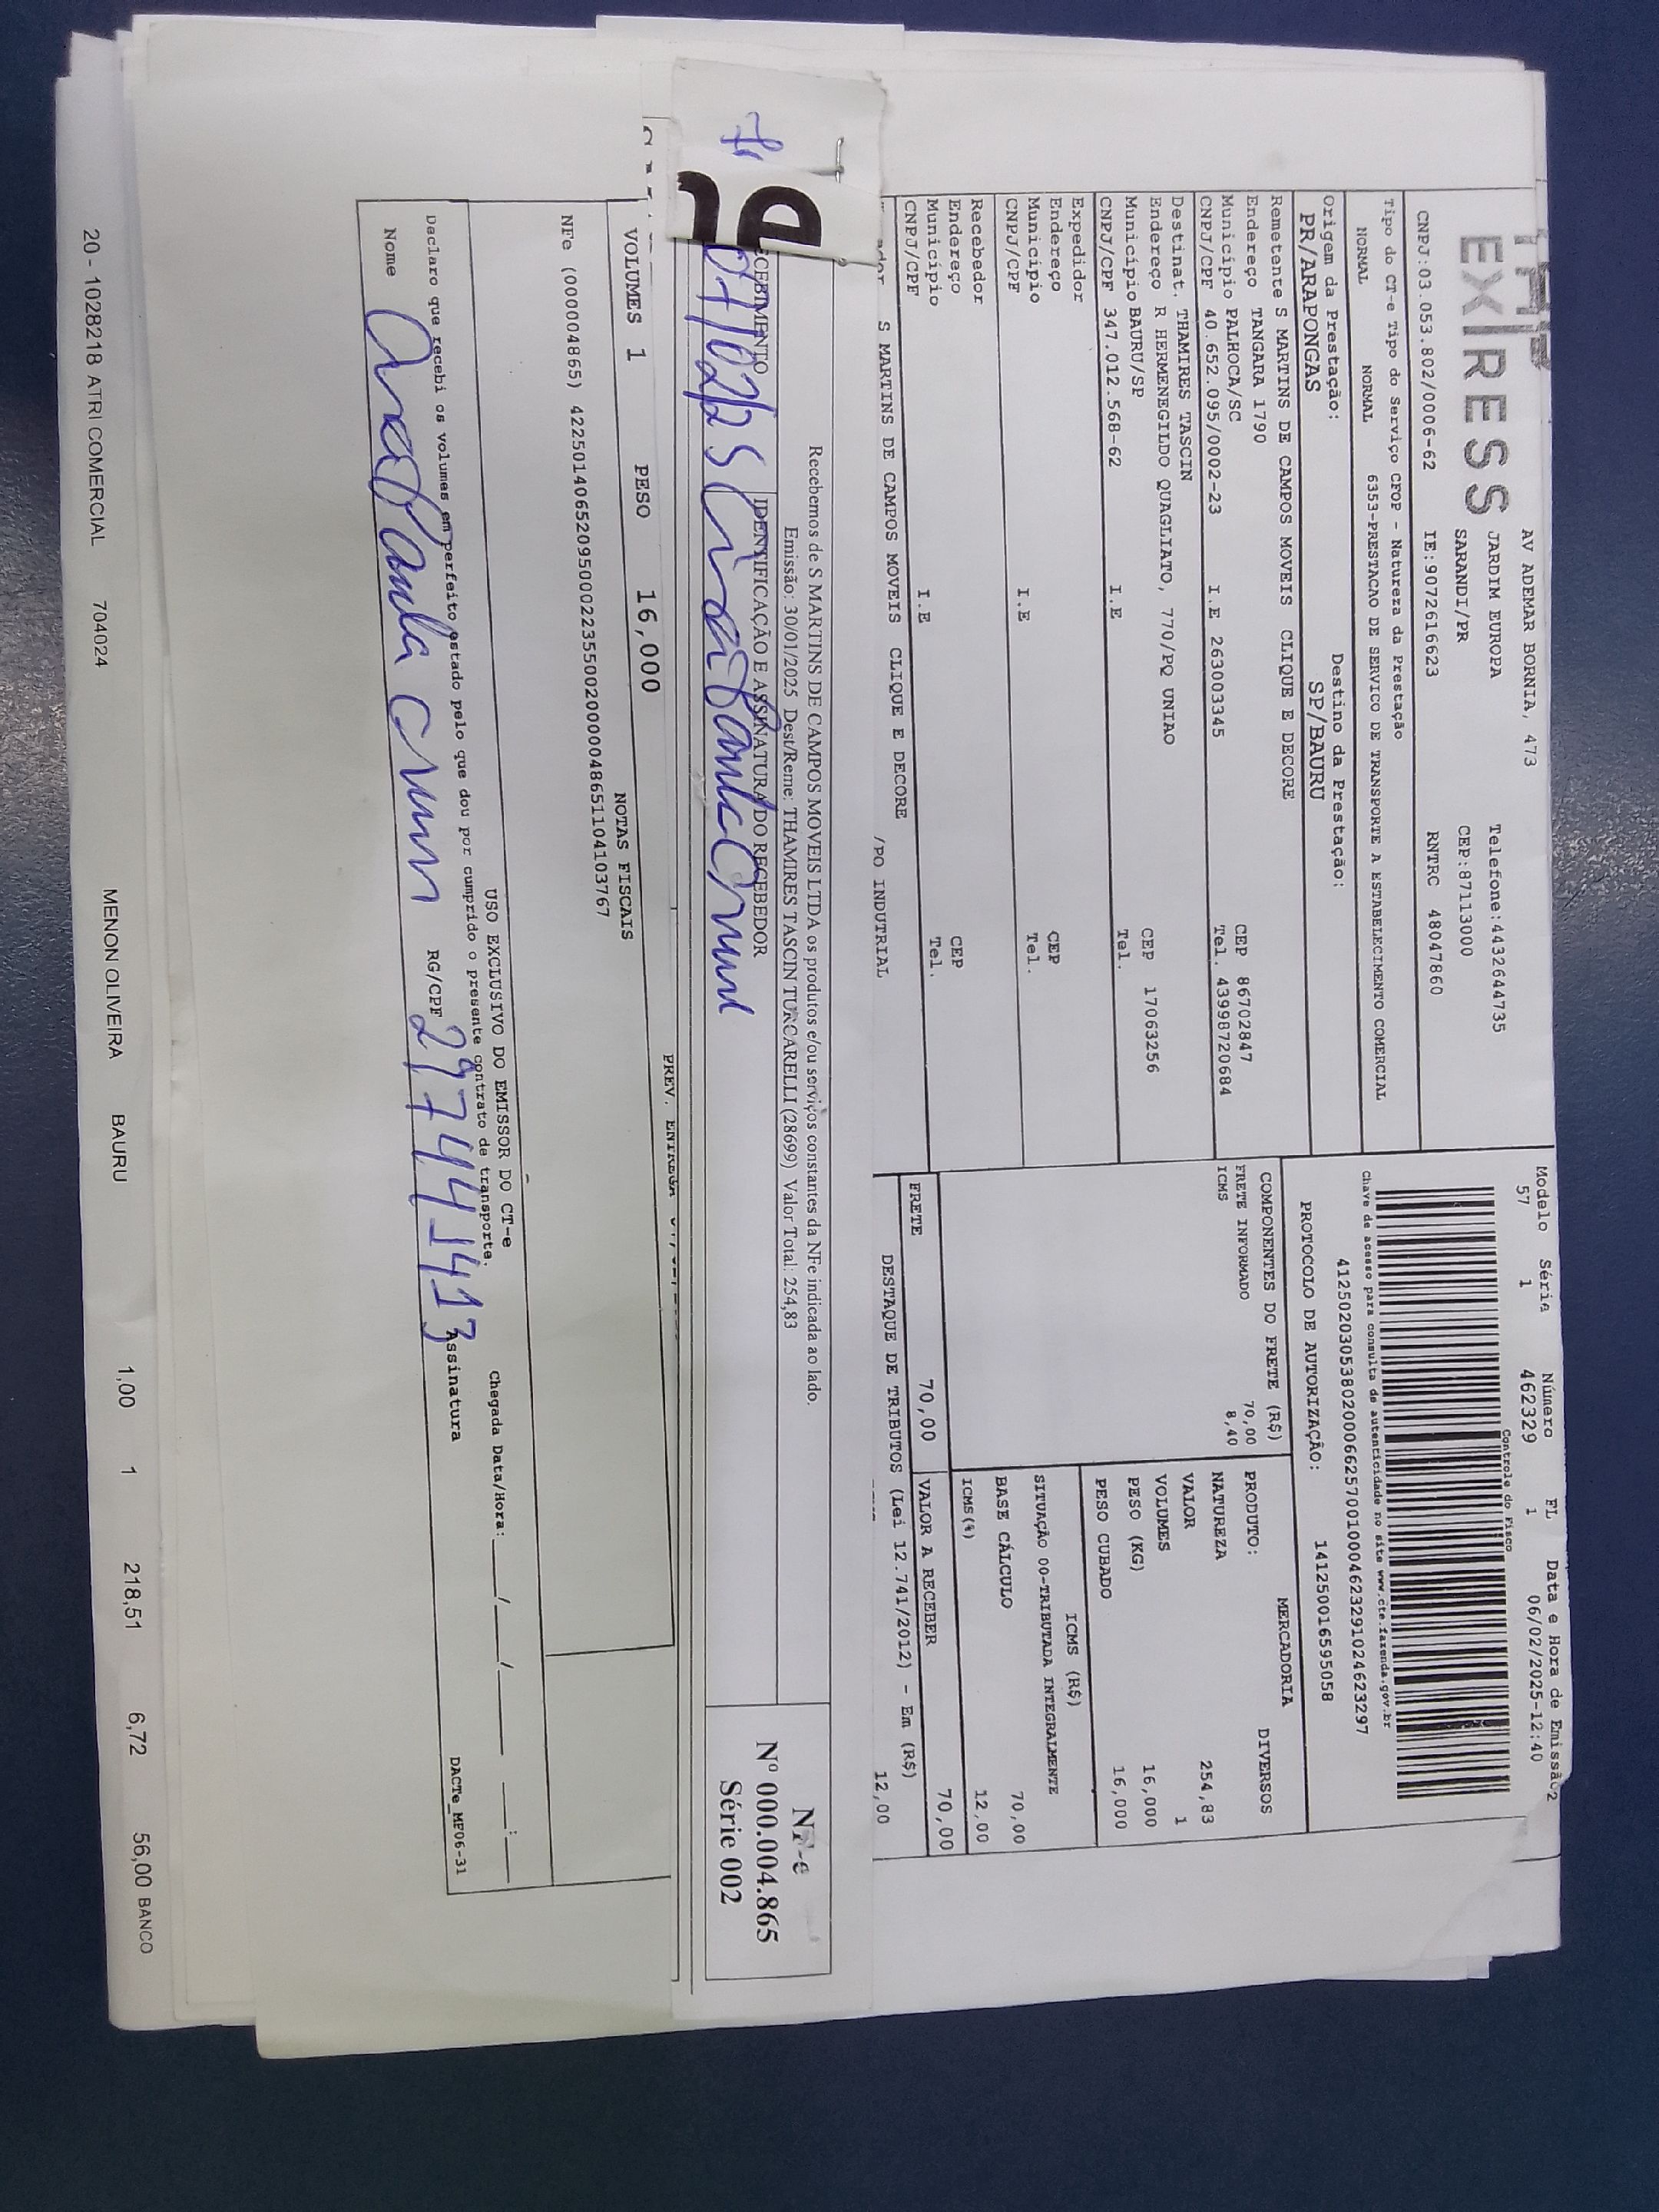 EXPRESS
AV ADEMAR BORNIA, 473
JARDIM EUROPA
SARANDI/PR
Telefone:4432644735
CEP:87113000
CNPJ:03.053.802/0006-62 IE:9072616623 RNTRC 48047860
Modelo Série Número FL Data e Hora de Emissão
57 1 462329 1 06/02/2025-12:40
Controle do Fisco
Chave de acesso para consulta de autenticidade no site www.cte.fazenda.gov.br
41250203053802000662570010004623291024623297
PROTOCOLO DE AUTORIZAÇÃO: 141250016595058
Tipo do CT-e Tipo do Serviço CFOP - Natureza da Prestação
NORMAL NORMAL 6353-PRESTACAO DE SERVICO DE TRANSPORTE A ESTABELECIMENTO COMERCIAL
Origem da Prestação: Destino da Prestação:
PR/ARAPONGAS SP/BAURU
Remetente S MARTINS DE CAMPOS MOVEIS CLIQUE E DECORE
Endereço TANGARA 1790 CEP 86702847
Município PALHOCA/SC Tel. 43998720684
CNPJ/CPF 40.652.095/0002-23 I.E 263003345
Destinat. THAMIRES TASCIN
Endereço R HERMENEGILDO QUAGLIATO, 770/PQ UNIAO
Município BAURU/SP CEP 17063256
CNPJ/CPF 347.012.568-62 I.E Tel.
Expedidor
Endereço
Município CEP
CNPJ/CPF I.E Tel.
Recebedor
Endereço
Município CEP
CNPJ/CPF I.E Tel.
S MARTINS DE CAMPOS MOVEIS CLIQUE E DECORE /PO INDUTRIAL
COMPONENTES DO FRETE (R$)
FRETE INFORMADO 70,00
ICMS 8,40
MERCADORIA
PRODUTO: DIVERSOS
NATUREZA
VALOR 254,83
VOLUMES 1
PESO (KG) 16,000
PESO CUBADO 16,000
ICMS (R$)
SITUAÇÃO 00-TRIBUTADA INTEGRALMENTE
BASE CÁLCULO 70,00
ICMS(%) 12,00
FRETE 70,00 VALOR A RECEBER 70,00
DESTAQUE DE TRIBUTOS (Lei 12.741/2012) - Em (R$) 12,00
Recebemos de S MARTINS DE CAMPOS MOVEIS LTDA os produtos e/ou serviços constantes da NFe indicada ao lado.
Emissão: 30/01/2025 Dest/Reme: THAMIRES TASCIN TURCARELLI (28699) Valor Total: 254,83
IDENTIFICAÇÃO E ASSINATURA DO RECEBEDOR
NF-e
Nº 000.004.865
Série 002
PREV. ENTREGA
VOLUMES 1 PESO 16,000 NOTAS FISCAIS
NFe (000004865) 42250140652095000223550020000048651104103767
USO EXCLUSIVO DO EMISSOR DO CT-e
Declaro que recebi os volumes em perfeito estado pelo que dou por cumprido o presente contrato de transporte.
Chegada Data/Hora: ___/___/___ ___:___
Nome RG/CPF Assinatura
DACTe_MF06-31
20 - 1028218 ATRI COMERCIAL 704024 MENON OLIVEIRA BAURU 1,00 1 218,51 6,72 56,00 BANCO